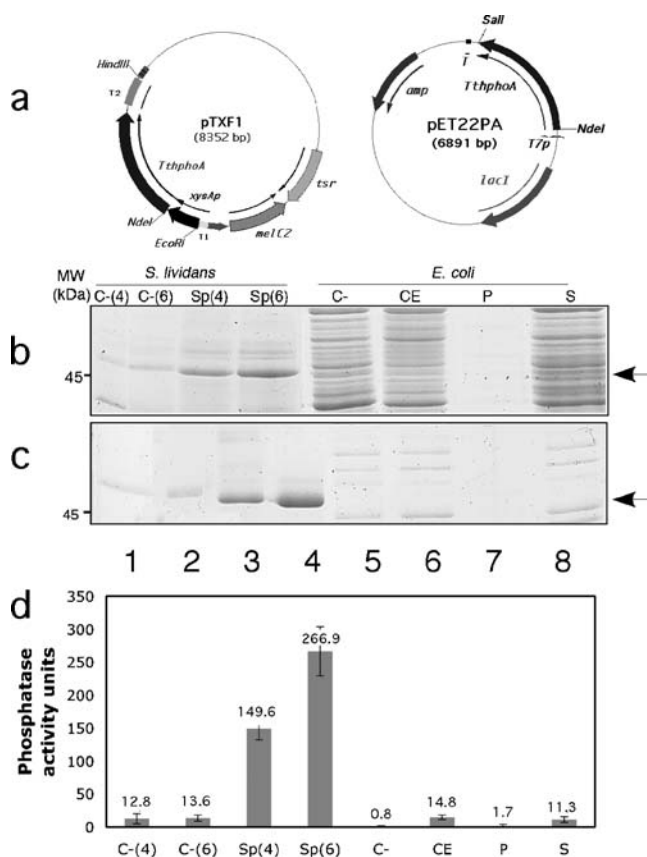 a
HindIII
T2
pTXF1
(8352 bp)
TthphoA
xysAp
NdeI
EcoRI
T1
melC2
tsr
SalI
T
TthphoA
amp
pET22PA
(6891 bp)
NdeI
T7p
lacI
MW
(kDa)
S. lividans
E. coli
C-(4) C-(6) Sp(4) Sp(6) C- CE P S
b
45
c
45
1 2 3 4 5 6 7 8
d
Phosphatase
activity units
350
300
250
200
150
100
50
0
12.8 13.6 149.6 266.9 0.8 14.8 1.7 11.3
C-(4) C-(6) Sp(4) Sp(6) C- CE P S